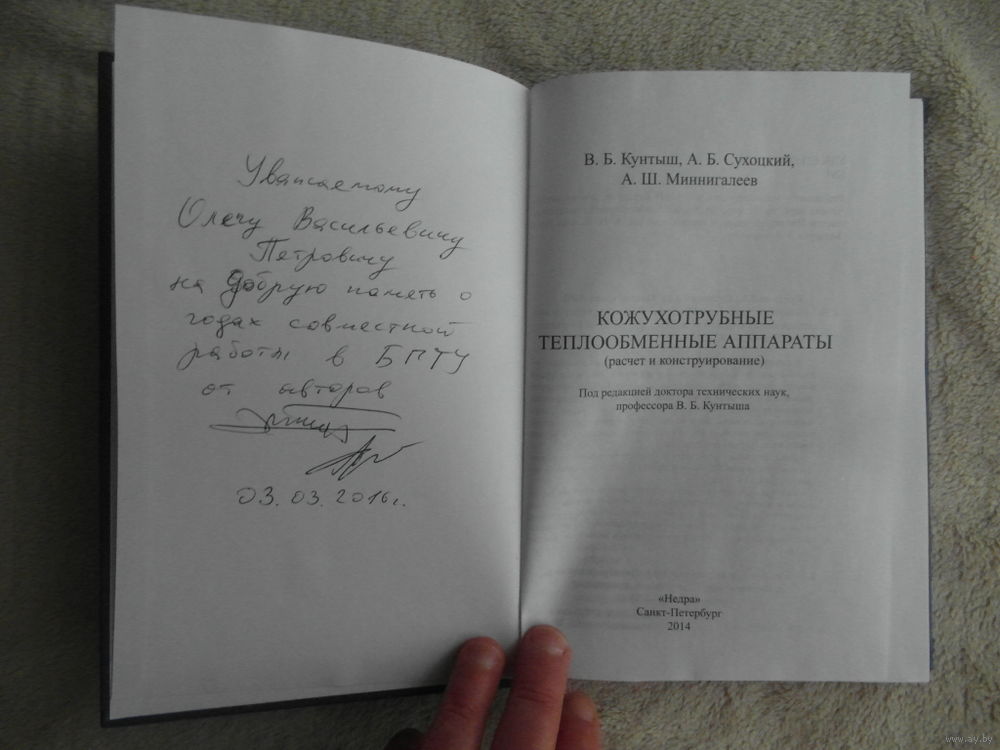 Уважаемому
Олегу Васильевичу
Петровичу
на добрую память о
годах совместной
работы в БГТУ
от авторов
03.03.2016г.
В. Б. Кунтыш, А. Б. Сухоцкий,
А. Ш. Миннигалеев
КОЖУХОТРУБНЫЕ
ТЕПЛООБМЕННЫЕ АППАРАТЫ
(расчет и конструирование)
Под редакцией доктора технических наук,
профессора В. Б. Кунтыша
«Недра»
Санкт-Петербург
2014
www.ay.by